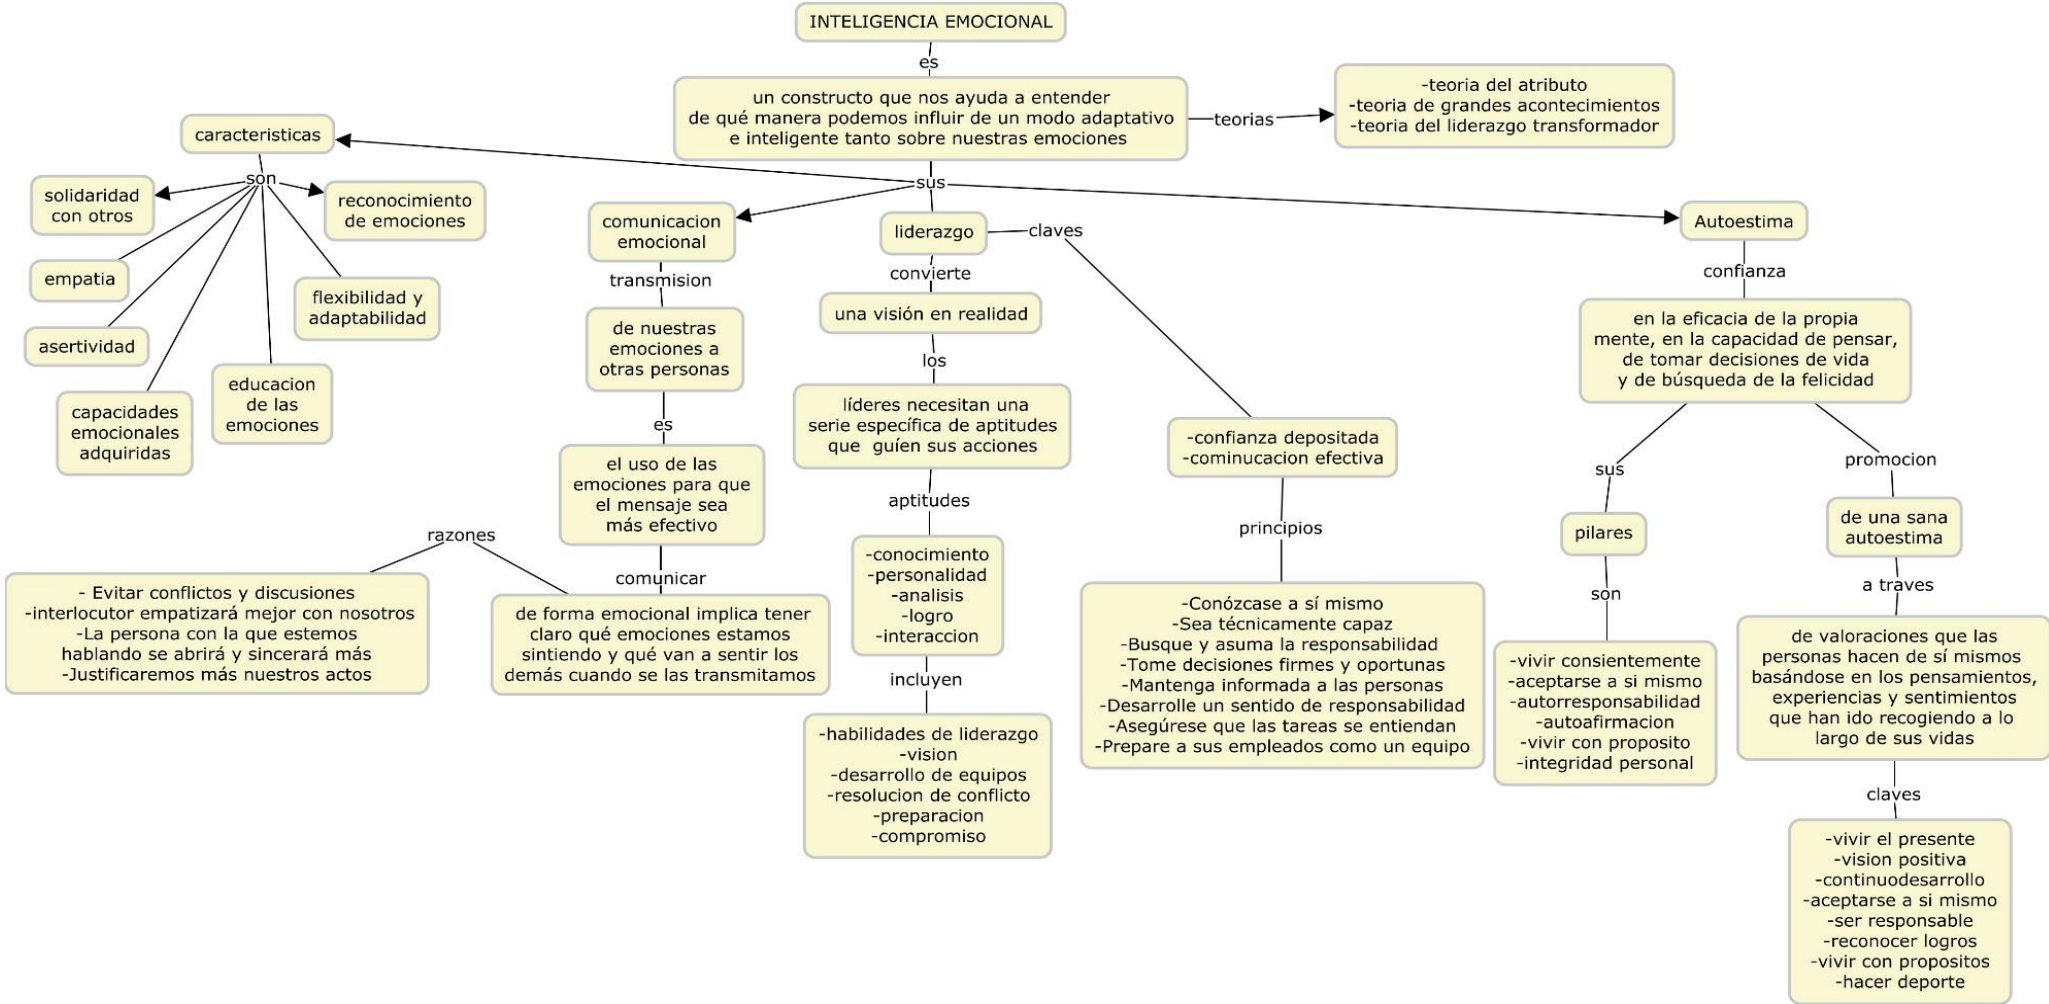 INTELIGENCIA EMOCIONAL
es
un constructo que nos ayuda a entender
de qué manera podemos influir de un modo adaptativo
e inteligente tanto sobre nuestras emociones
teorias
-teoria del atributo
-teoria de grandes acontecimientos
-teoria del liderazgo transformador
sus
caracteristicas
son
solidaridad
con otros
reconocimiento
de emociones
empatia
flexibilidad y
adaptabilidad
asertividad
capacidades
emocionales
adquiridas
educacion
de las
emociones
comunicacion
emocional
transmision
de nuestras
emociones a
otras personas
es
el uso de las
emociones para que
el mensaje sea
más efectivo
comunicar
de forma emocional implica tener
claro qué emociones estamos
sintiendo y qué van a sentir los
demás cuando se las transmitamos
razones
- Evitar conflictos y discusiones
-interlocutor empatizará mejor con nosotros
-La persona con la que estemos
hablando se abrirá y sincerará más
-Justificaremos más nuestros actos
liderazgo
convierte
una visión en realidad
los
líderes necesitan una
serie específica de aptitudes
que guíen sus acciones
aptitudes
-conocimiento
-personalidad
-analisis
-logro
-interaccion
incluyen
-habilidades de liderazgo
-vision
-desarrollo de equipos
-resolucion de conflicto
-preparacion
-compromiso
claves
-confianza depositada
-cominucacion efectiva
principios
-Conózcase a sí mismo
-Sea técnicamente capaz
-Busque y asuma la responsabilidad
-Tome decisiones firmes y oportunas
-Mantenga informada a las personas
-Desarrolle un sentido de responsabilidad
-Asegúrese que las tareas se entiendan
-Prepare a sus empleados como un equipo
Autoestima
confianza
en la eficacia de la propia
mente, en la capacidad de pensar,
de tomar decisiones de vida
y de búsqueda de la felicidad
sus
pilares
son
-vivir consientemente
-aceptarse a si mismo
-autorresponsabilidad
-autoafirmacion
-vivir con proposito
-integridad personal
promocion
de una sana
autoestima
a traves
de valoraciones que las
personas hacen de sí mismos
basándose en los pensamientos,
experiencias y sentimientos
que han ido recogiendo a lo
largo de sus vidas
claves
-vivir el presente
-vision positiva
-continuodesarrollo
-aceptarse a si mismo
-ser responsable
-reconocer logros
-vivir con propositos
-hacer deporte